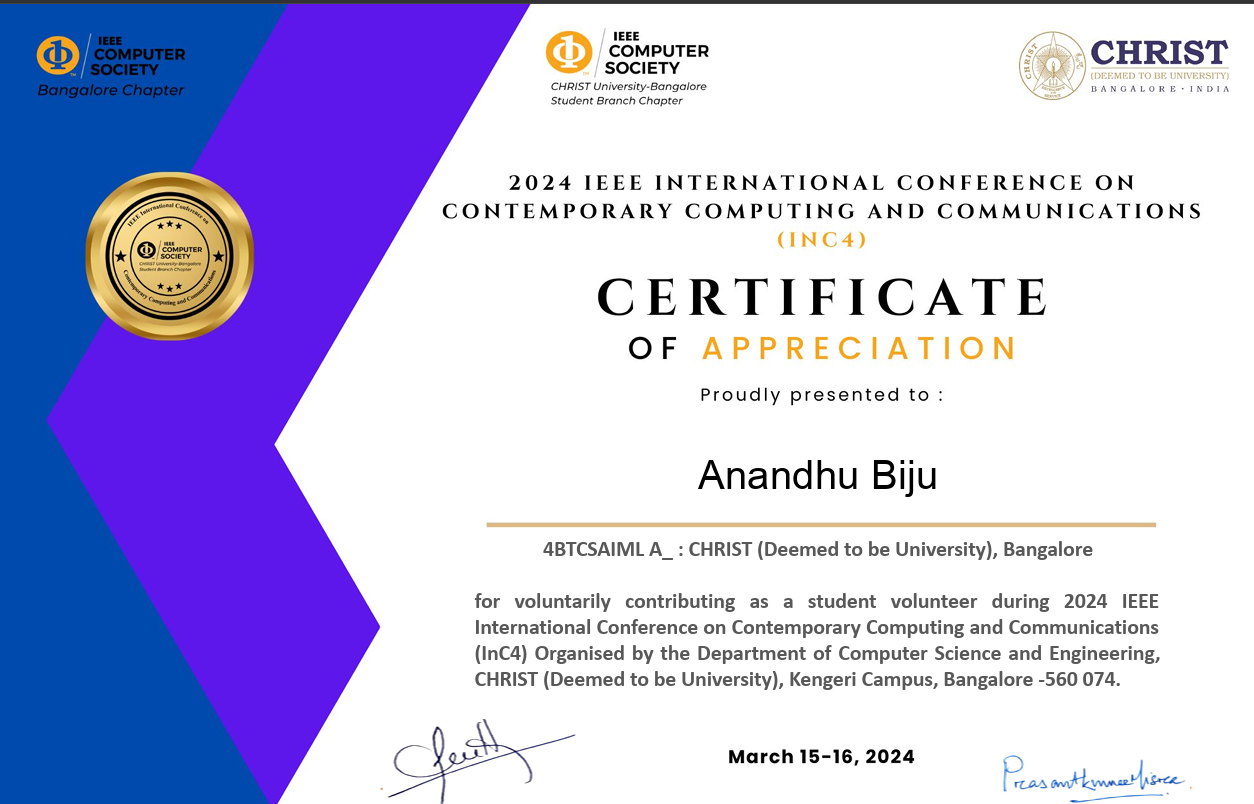 IEEE
COMPUTER
SOCIETY
Bangalore Chapter
IEEE
COMPUTER
SOCIETY
CHRIST University-Bangalore
Student Branch Chapter
CHRIST
CHRIST
(DEEMED TO BE UNIVERSITY)
BANGALORE · INDIA
EXCELLENCE
AND
SERVICE
2024 IEEE INTERNATIONAL CONFERENCE ON
CONTEMPORARY COMPUTING AND COMMUNICATIONS
(INC4)
IEEE International Conference on
IEEE
COMPUTER
SOCIETY
CHRIST University-Bangalore
Student Branch Chapter
Contemporary Computing and Communications
CERTIFICATE
OF APPRECIATION
Proudly presented to :
Anandhu Biju
4BTCSAIML A_ : CHRIST (Deemed to be University), Bangalore
for voluntarily contributing as a student volunteer during 2024 IEEE
International Conference on Contemporary Computing and Communications
(InC4) Organised by the Department of Computer Science and Engineering,
CHRIST (Deemed to be University), Kengeri Campus, Bangalore -560 074.
March 15-16, 2024